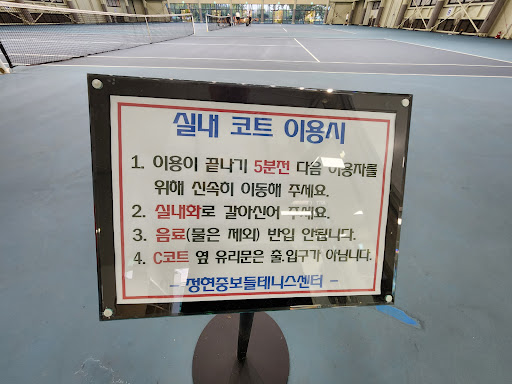 실내 코트 이용시
1. 이용이 끝나기 5분전 다음 이용자를
위해 신속히 이동해 주세요.
2. 실내화로 갈아신어 주세요.
3. 음료(물은 제외) 반입 안됩니다.
4. C코트 옆 유리문은 출.입구가 아닙니다.
- 정현중보들테니스센터 -